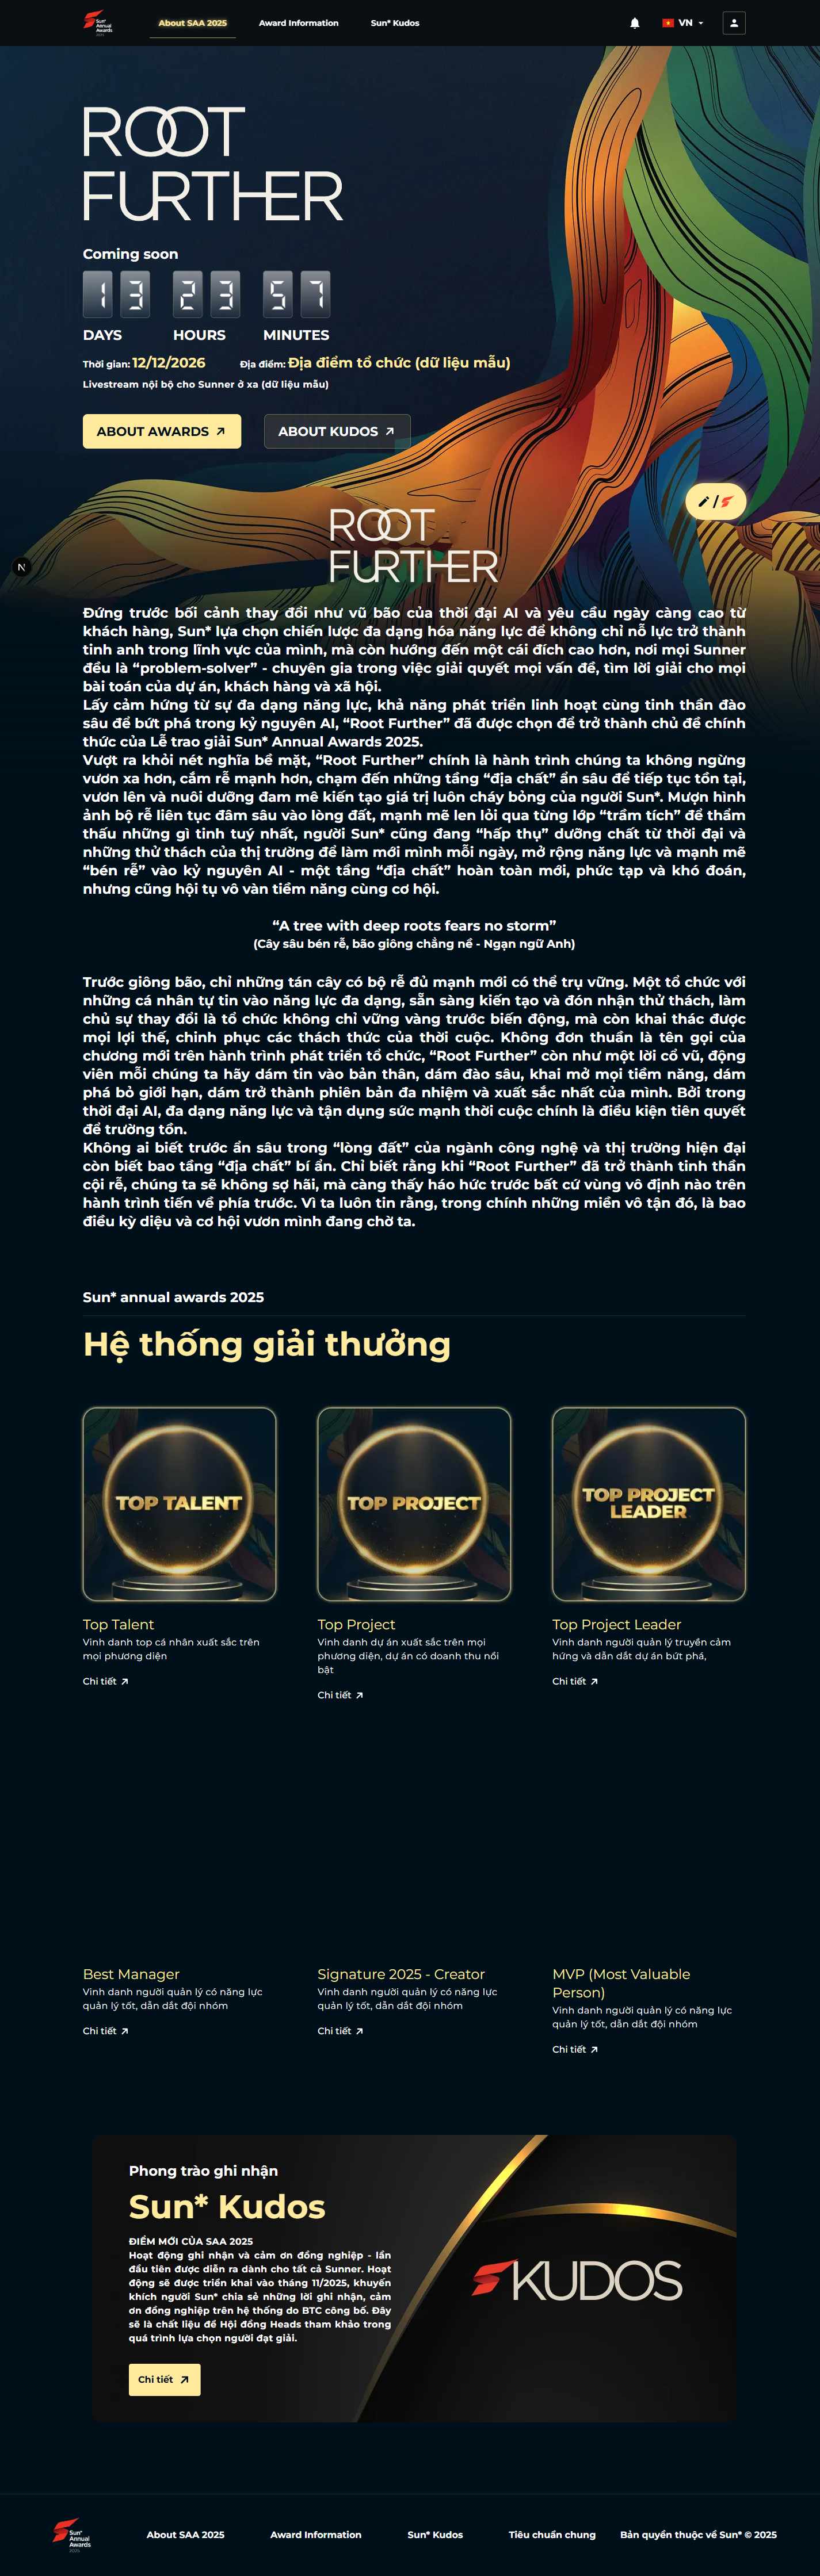 Sun*
Annual
Awards
2025
About SAA 2025
Award Information
Sun* Kudos
VN
ROOT
FURTHER
Coming soon
13 23 57
DAYS HOURS MINUTES
Thời gian: 12/12/2026 Địa điểm: Địa điểm tổ chức (dữ liệu mẫu)
Livestream nội bộ cho Sunner ở xa (dữ liệu mẫu)
ABOUT AWARDS
ABOUT KUDOS
/
N
ROOT
FURTHER
Đứng trước bối cảnh thay đổi như vũ bão của thời đại AI và yêu cầu ngày càng cao từ
khách hàng, Sun* lựa chọn chiến lược đa dạng hóa năng lực để không chỉ nỗ lực trở thành
tinh anh trong lĩnh vực của mình, mà còn hướng đến một cái đích cao hơn, nơi mọi Sunner
đều là “problem-solver” - chuyên gia trong việc giải quyết mọi vấn đề, tìm lời giải cho mọi
bài toán của dự án, khách hàng và xã hội.
Lấy cảm hứng từ sự đa dạng năng lực, khả năng phát triển linh hoạt cùng tinh thần đào
sâu để bứt phá trong kỷ nguyên AI, “Root Further” đã được chọn để trở thành chủ đề chính
thức của Lễ trao giải Sun* Annual Awards 2025.
Vượt ra khỏi nét nghĩa bề mặt, “Root Further” chính là hành trình chúng ta không ngừng
vươn xa hơn, cắm rễ mạnh hơn, chạm đến những tầng “địa chất” ẩn sâu để tiếp tục tồn tại,
vươn lên và nuôi dưỡng đam mê kiến tạo giá trị luôn cháy bỏng của người Sun*. Mượn hình
ảnh bộ rễ liên tục đâm sâu vào lòng đất, mạnh mẽ len lỏi qua từng lớp “trầm tích” để thẩm
thấu những gì tinh tuý nhất, người Sun* cũng đang “hấp thụ” dưỡng chất từ thời đại và
những thử thách của thị trường để làm mới mình mỗi ngày, mở rộng năng lực và mạnh mẽ
“bén rễ” vào kỷ nguyên AI - một tầng “địa chất” hoàn toàn mới, phức tạp và khó đoán,
nhưng cũng hội tụ vô vàn tiềm năng cùng cơ hội.
“A tree with deep roots fears no storm”
(Cây sâu bén rễ, bão giông chẳng nề - Ngạn ngữ Anh)
Trước giông bão, chỉ những tán cây có bộ rễ đủ mạnh mới có thể trụ vững. Một tổ chức với
những cá nhân tự tin vào năng lực đa dạng, sẵn sàng kiến tạo và đón nhận thử thách, làm
chủ sự thay đổi là tổ chức không chỉ vững vàng trước biến động, mà còn khai thác được
mọi lợi thế, chinh phục các thách thức của thời cuộc. Không đơn thuần là tên gọi của
chương mới trên hành trình phát triển tổ chức, “Root Further” còn như một lời cổ vũ, động
viên mỗi chúng ta hãy dám tin vào bản thân, dám đào sâu, khai mở mọi tiềm năng, dám
phá bỏ giới hạn, dám trở thành phiên bản đa nhiệm và xuất sắc nhất của mình. Bởi trong
thời đại AI, đa dạng năng lực và tận dụng sức mạnh thời cuộc chính là điều kiện tiên quyết
để trường tồn.
Không ai biết trước ẩn sâu trong “lòng đất” của ngành công nghệ và thị trường hiện đại
còn biết bao tầng “địa chất” bí ẩn. Chỉ biết rằng khi “Root Further” đã trở thành tinh thần
cội rễ, chúng ta sẽ không sợ hãi, mà càng thấy háo hức trước bất cứ vùng vô định nào trên
hành trình tiến về phía trước. Vì ta luôn tin rằng, trong chính những miền vô tận đó, là bao
điều kỳ diệu và cơ hội vươn mình đang chờ ta.
Sun* annual awards 2025
Hệ thống giải thưởng
TOP TALENT
TOP PROJECT
TOP PROJECT
LEADER
Top Talent
Vinh danh top cá nhân xuất sắc trên
mọi phương diện
Chi tiết
Top Project
Vinh danh dự án xuất sắc trên mọi
phương diện, dự án có doanh thu nổi
bật
Chi tiết
Top Project Leader
Vinh danh người quản lý truyền cảm
hứng và dẫn dắt dự án bứt phá,
Chi tiết
Best Manager
Vinh danh người quản lý có năng lực
quản lý tốt, dẫn dắt đội nhóm
Chi tiết
Signature 2025 - Creator
Vinh danh người quản lý có năng lực
quản lý tốt, dẫn dắt đội nhóm
Chi tiết
MVP (Most Valuable
Person)
Vinh danh người quản lý có năng lực
quản lý tốt, dẫn dắt đội nhóm
Chi tiết
Phong trào ghi nhận
Sun* Kudos
ĐIỂM MỚI CỦA SAA 2025
Hoạt động ghi nhận và cảm ơn đồng nghiệp - lần
đầu tiên được diễn ra dành cho tất cả Sunner. Hoạt
động sẽ được triển khai vào tháng 11/2025, khuyến
khích người Sun* chia sẻ những lời ghi nhận, cảm
ơn đồng nghiệp trên hệ thống do BTC công bố. Đây
sẽ là chất liệu để Hội đồng Heads tham khảo trong
quá trình lựa chọn người đạt giải.
Chi tiết
KUDOS
Sun*
Annual
Awards
2025
About SAA 2025
Award Information
Sun* Kudos
Tiêu chuẩn chung
Bản quyền thuộc về Sun* © 2025